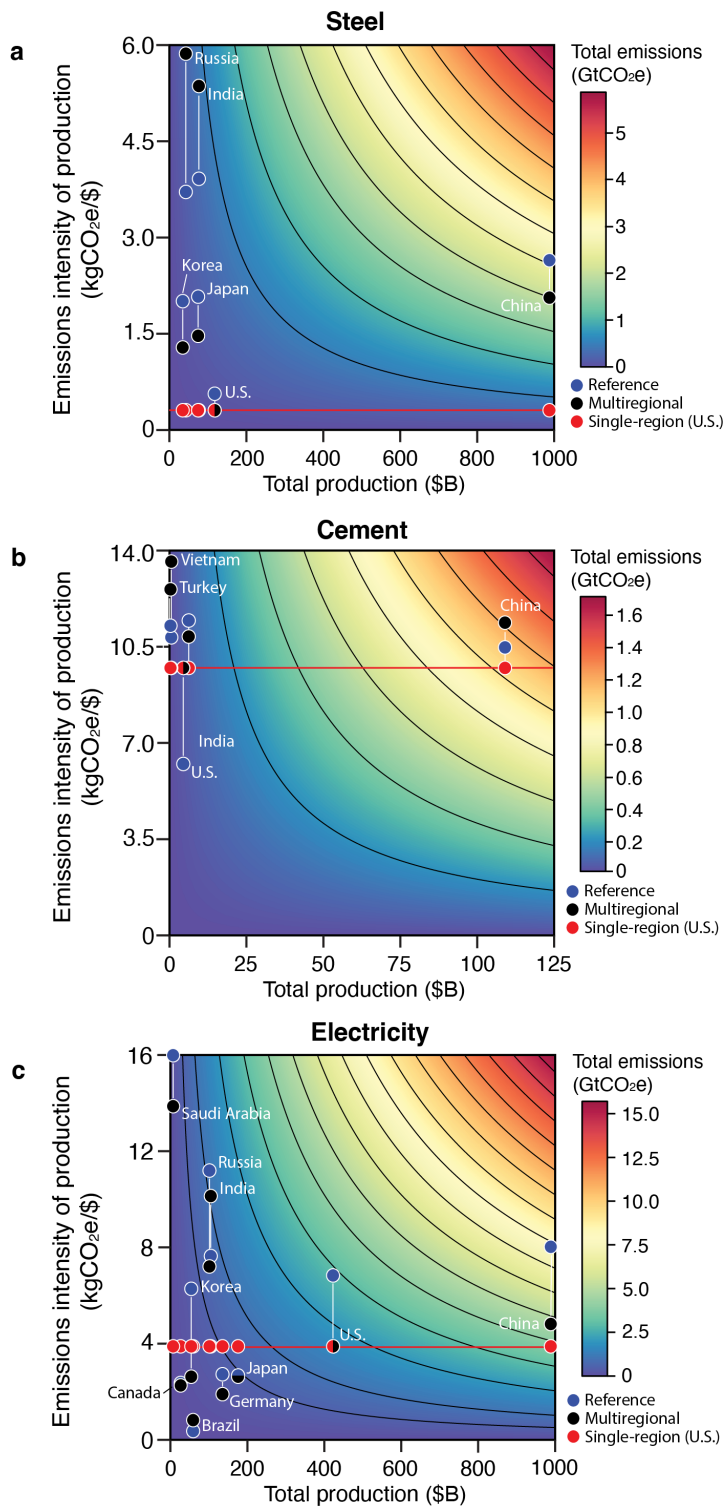 Steel
a
6.0
4.5
3.0
1.5
0
Emissions intensity of production
(kgCO₂e/$)
Russia
India
Korea
Japan
U.S.
China
0 200 400 600 800 1000
Total production ($B)
Total emissions
(GtCO₂e)
5
4
3
2
1
0
Reference
Multiregional
Single-region (U.S.)
Cement
b
14.0
10.5
7.0
3.5
0
Emissions intensity of production
(kgCO₂e/$)
Vietnam
Turkey
China
India
U.S.
0 25 50 75 100 125
Total production ($B)
Total emissions
(GtCO₂e)
1.6
1.4
1.2
1.0
0.8
0.6
0.4
0.2
0
Reference
Multiregional
Single-region (U.S.)
Electricity
c
16
12
8
4
0
Emissions intensity of production
(kgCO₂e/$)
Saudi Arabia
Russia
India
Korea
U.S.
China
Japan
Canada
Germany
Brazil
0 200 400 600 800 1000
Total production ($B)
Total emissions
(GtCO₂e)
15.0
12.5
10.0
7.5
5.0
2.5
0
Reference
Multiregional
Single-region (U.S.)